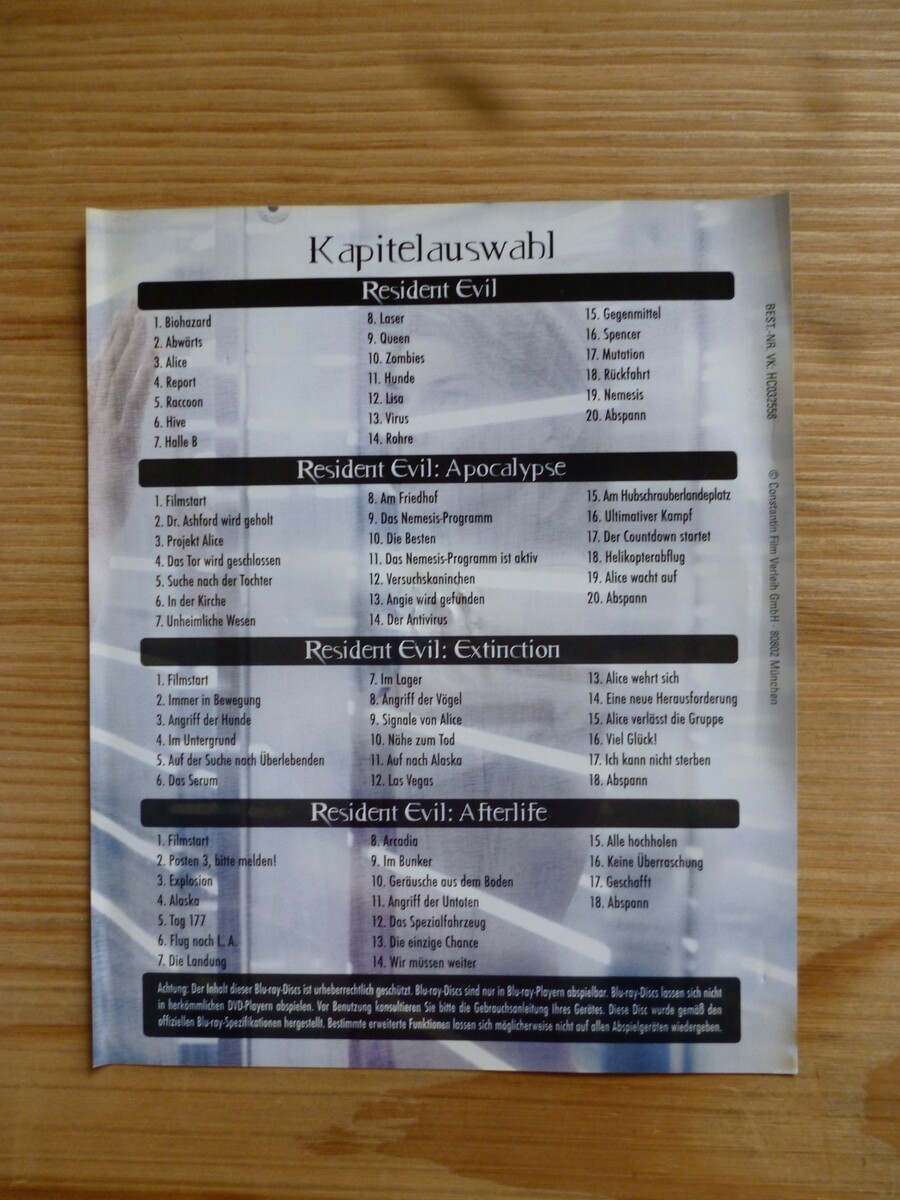 Kapitelauswahl
Resident Evil
1. Biohazard
2. Abwärts
3. Alice
4. Report
5. Raccoon
6. Hive
7. Halle B
8. Laser
9. Queen
10. Zombies
11. Hunde
12. Lisa
13. Virus
14. Rohre
15. Gegenmittel
16. Spencer
17. Mutation
18. Rückfahrt
19. Nemesis
20. Abspann
Resident Evil: Apocalypse
1. Filmstart
2. Dr. Ashford wird geholt
3. Projekt Alice
4. Das Tor wird geschlossen
5. Suche nach der Tochter
6. In der Kirche
7. Unheimliche Wesen
8. Am Friedhof
9. Das Nemesis-Programm
10. Die Besten
11. Das Nemesis-Programm ist aktiv
12. Versuchskaninchen
13. Angie wird gefunden
14. Der Antivirus
15. Am Hubschrauberlandeplatz
16. Ultimativer Kampf
17. Der Countdown startet
18. Helikopterabflug
19. Alice wacht auf
20. Abspann
Resident Evil: Extinction
1. Filmstart
2. Immer in Bewegung
3. Angriff der Hunde
4. Im Untergrund
5. Auf der Suche nach Überlebenden
6. Das Serum
7. Im Lager
8. Angriff der Vögel
9. Signale von Alice
10. Nähe zum Tod
11. Auf nach Alaska
12. Las Vegas
13. Alice wehrt sich
14. Eine neue Herausforderung
15. Alice verlässt die Gruppe
16. Viel Glück!
17. Ich kann nicht sterben
18. Abspann
Resident Evil: Afterlife
1. Filmstart
2. Posten 3, bitte melden!
3. Explosion
4. Alaska
5. Tag 177
6. Flug nach L. A.
7. Die Landung
8. Arcadia
9. Im Bunker
10. Geräusche aus dem Boden
11. Angriff der Untoten
12. Das Spezialfahrzeug
13. Die einzige Chance
14. Wir müssen weiter
15. Alle hochholen
16. Keine Überraschung
17. Geschafft
18. Abspann
Achtung: Der Inhalt dieser Blu-ray-Discs ist urheberrechtlich geschützt. Blu-ray-Discs sind nur in Blu-ray-Playern abspielbar. Blu-ray-Discs lassen sich nicht
in herkömmlichen DVD-Playern abspielen. Vor Benutzung konsultieren Sie bitte die Gebrauchsanleitung Ihres Gerätes. Diese Disc wurde gemäß den
offiziellen Blu-ray-Spezifikationen hergestellt. Bestimmte erweiterte Funktionen lassen sich möglicherweise nicht auf allen Abspielgeräten wiedergeben.
BEST.-NR. VK: HC032558 © Constantin Film Verleih GmbH · 80802 München